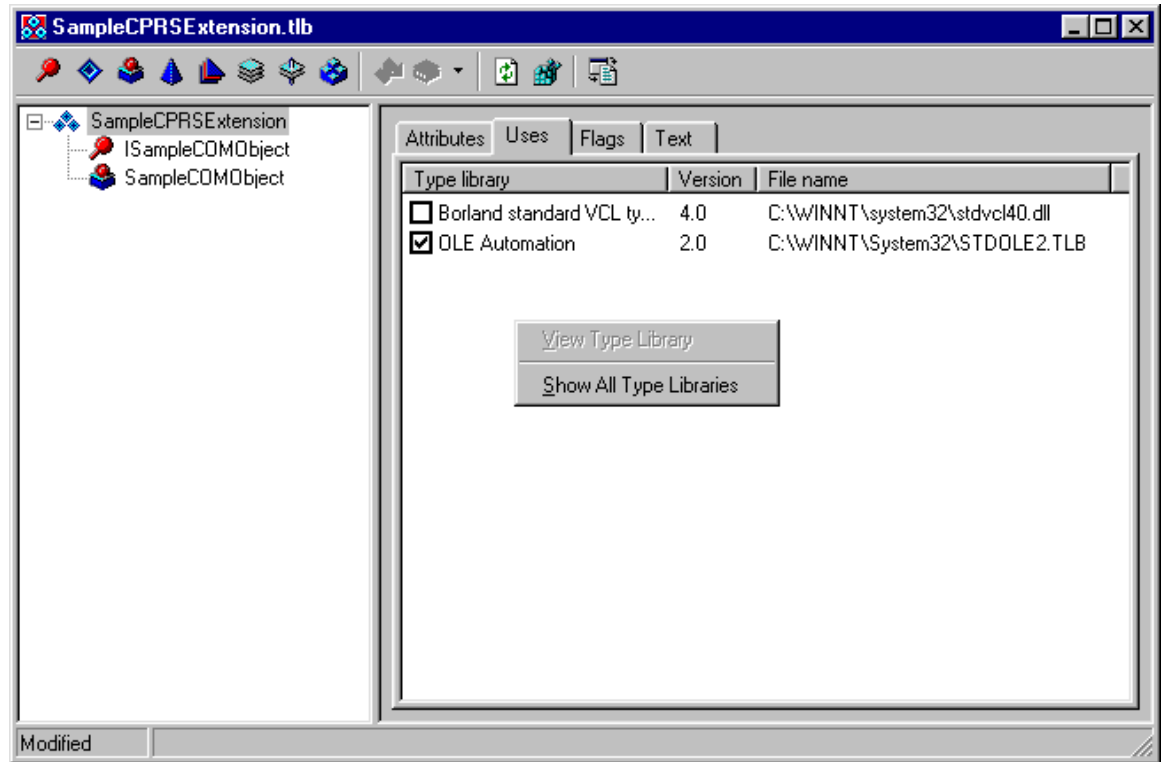 SampleCPRSExtension.tlb
SampleCPRSExtension
ISampleCOMObject
SampleCOMObject
Attributes Uses Flags Text
Type library Version File name
Borland standard VCL ty... 4.0 C:\WINNT\system32\stdvcl40.dll
OLE Automation 2.0 C:\WINNT\System32\STDOLE2.TLB
View Type Library
Show All Type Libraries
Modified